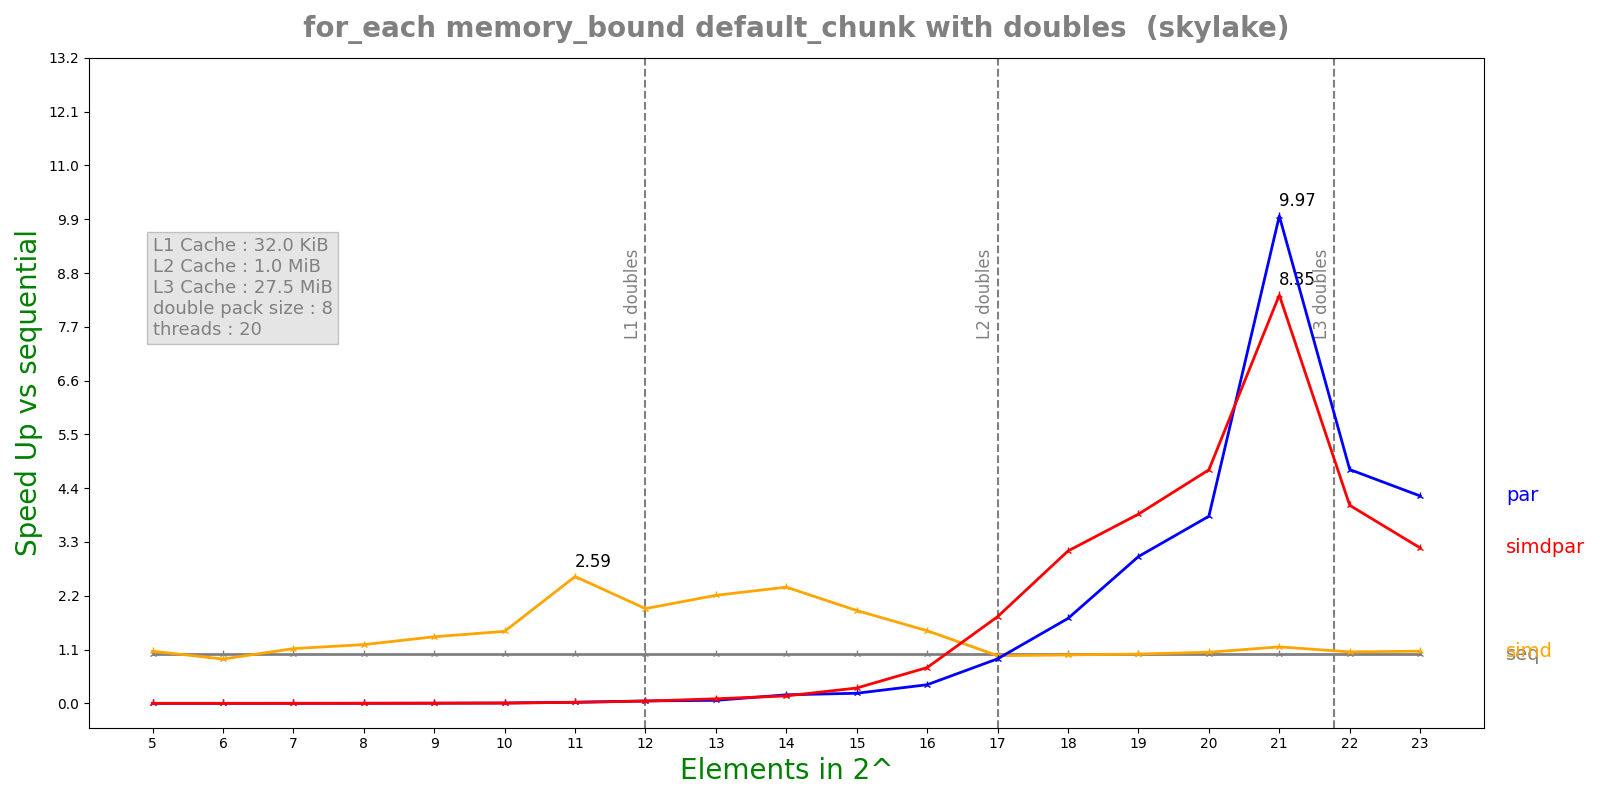 for_each memory_bound default_chunk with doubles (skylake)
Speed Up vs sequential
13.2
12.1
11.0
9.9
8.8
7.7
6.6
5.5
4.4
3.3
2.2
1.1
0.0
L1 Cache : 32.0 KiB
L2 Cache : 1.0 MiB
L3 Cache : 27.5 MiB
double pack size : 8
threads : 20
L1 doubles
L2 doubles
L3 doubles
9.97
8.35
2.59
par
simdpar
simd
seq
5 6 7 8 9 10 11 12 13 14 15 16 17 18 19 20 21 22 23
Elements in 2^